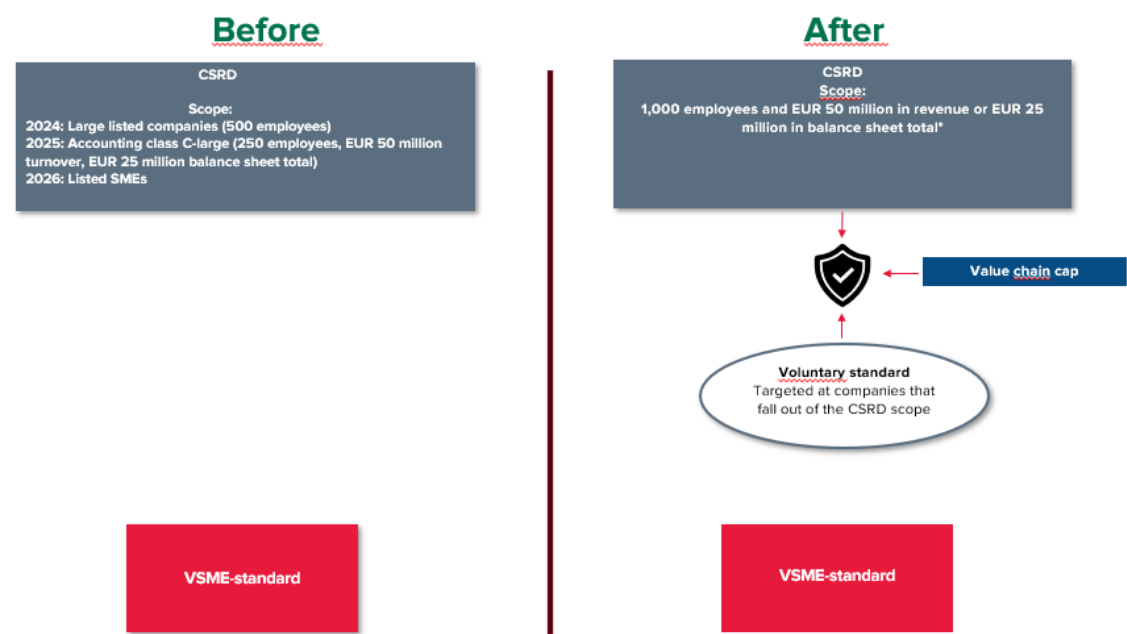 Before
CSRD
Scope:
2024: Large listed companies (500 employees)
2025: Accounting class C-large (250 employees, EUR 50 million
turnover, EUR 25 million balance sheet total)
2026: Listed SMEs
VSME-standard
After
CSRD
Scope:
1,000 employees and EUR 50 million in revenue or EUR 25
million in balance sheet total*
Value chain cap
Voluntary standard
Targeted at companies that
fall out of the CSRD scope
VSME-standard